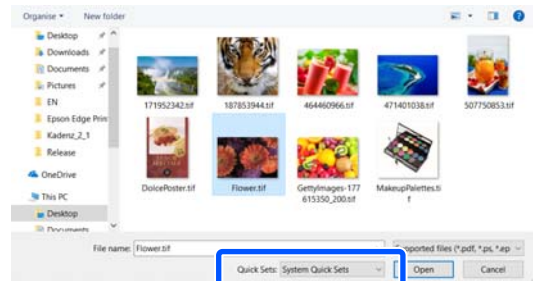 Organise
New folder
Desktop
Downloads
Documents
Pictures
EN
Epson Edge Prin
Kadenz_2_1
Release
OneDrive
This PC
Desktop
Documents
171952342.tif
187853944.tif
464460966.tif
471401038.tif
507750853.tif
DolcePoster.tif
Flower.tif
GettyImages-177
615350_200.tif
MakeupPalettes.ti
f
File name: Flower.tif
Supported files (*.pdf, *.ps, *.ep
Quick Sets: System Quick Sets
Open
Cancel